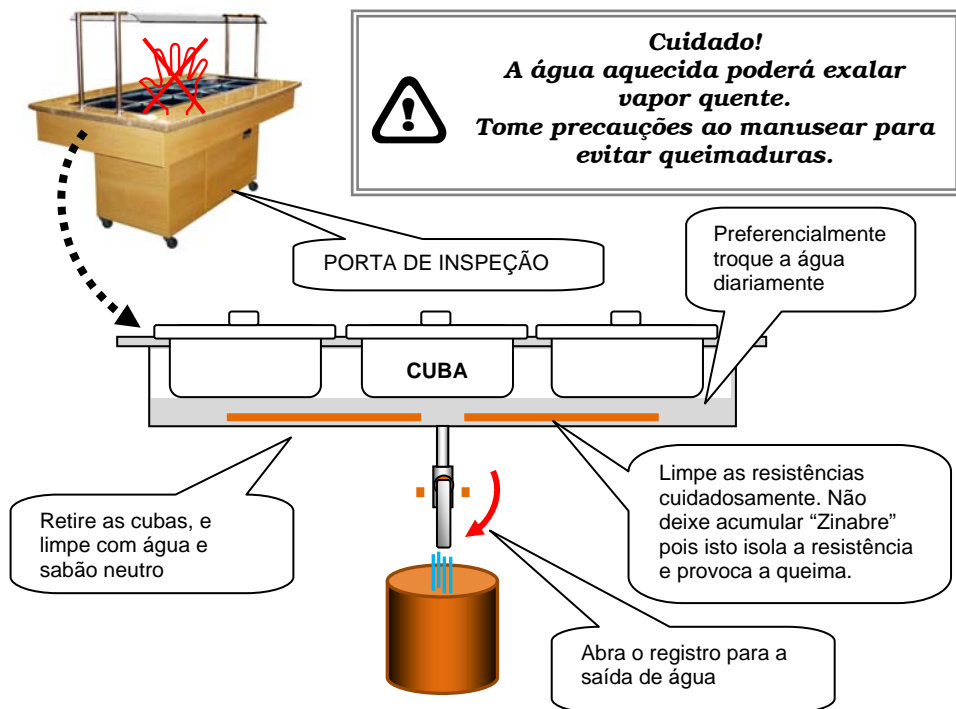 Cuidado!
A água aquecida poderá exalar
vapor quente.
Tome precauções ao manusear para
evitar queimaduras.
PORTA DE INSPEÇÃO
Preferencialmente
troque a água
diariamente
CUBA
Retire as cubas, e
limpe com água e
sabão neutro
Limpe as resistências
cuidadosamente. Não
deixe acumular “Zinabre”
pois isto isola a resistência
e provoca a queima.
Abra o registro para a
saída de água